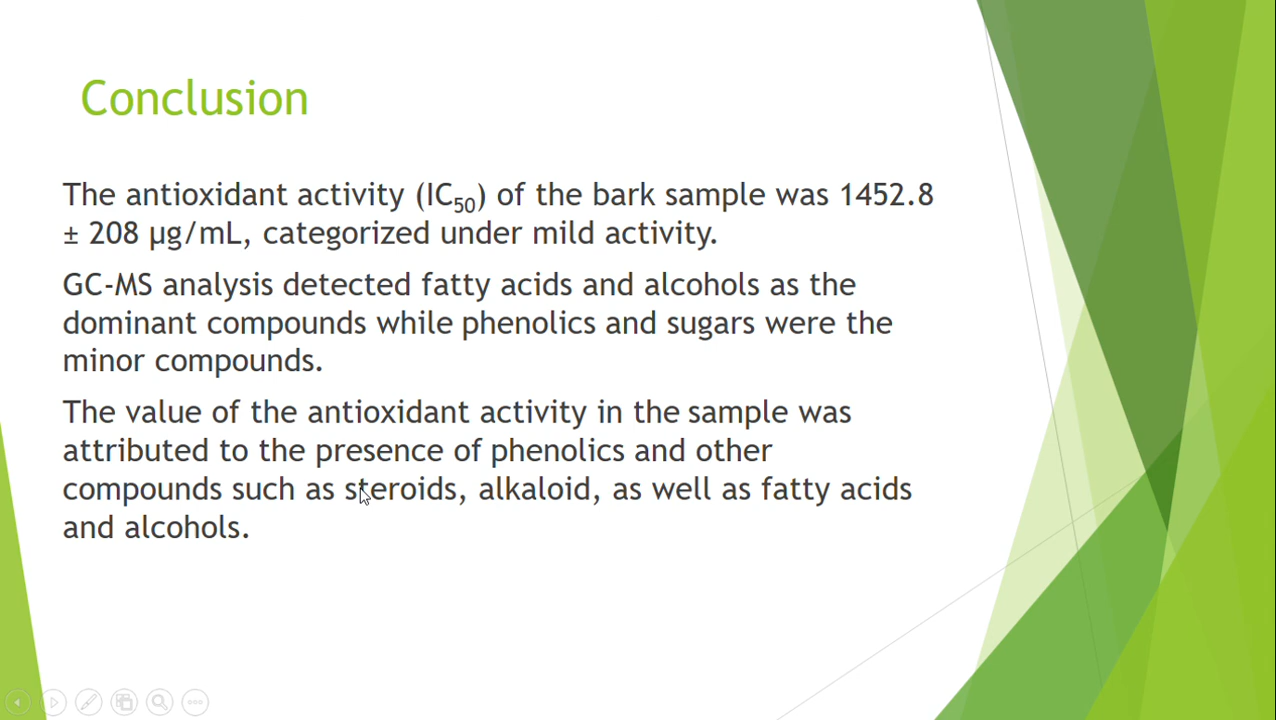 Conclusion
The antioxidant activity (IC50) of the bark sample was 1452.8
± 208 µg/mL, categorized under mild activity.
GC-MS analysis detected fatty acids and alcohols as the
dominant compounds while phenolics and sugars were the
minor compounds.
The value of the antioxidant activity in the sample was
attributed to the presence of phenolics and other
compounds such as steroids, alkaloid, as well as fatty acids
and alcohols.